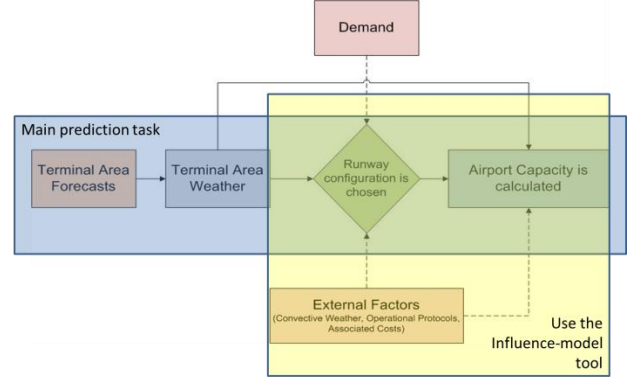 Demand
Main prediction task
Terminal Area
Forecasts
Terminal Area
Weather
Runway
configuration is
chosen
Airport Capacity is
calculated
External Factors
(Convective Weather, Operational Protocols,
Associated Costs)
Use the
Influence-model
tool